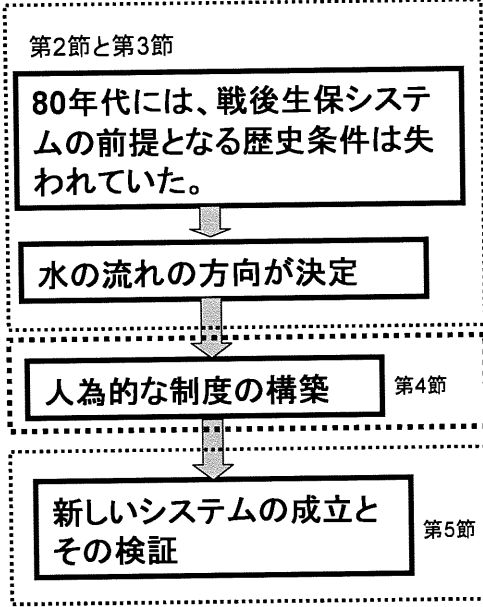 第2節と第3節
80年代には、戦後生保システ
ムの前提となる歴史条件は失
われていた。
水の流れの方向が決定
人為的な制度の構築
第4節
新しいシステムの成立と
その検証
第5節